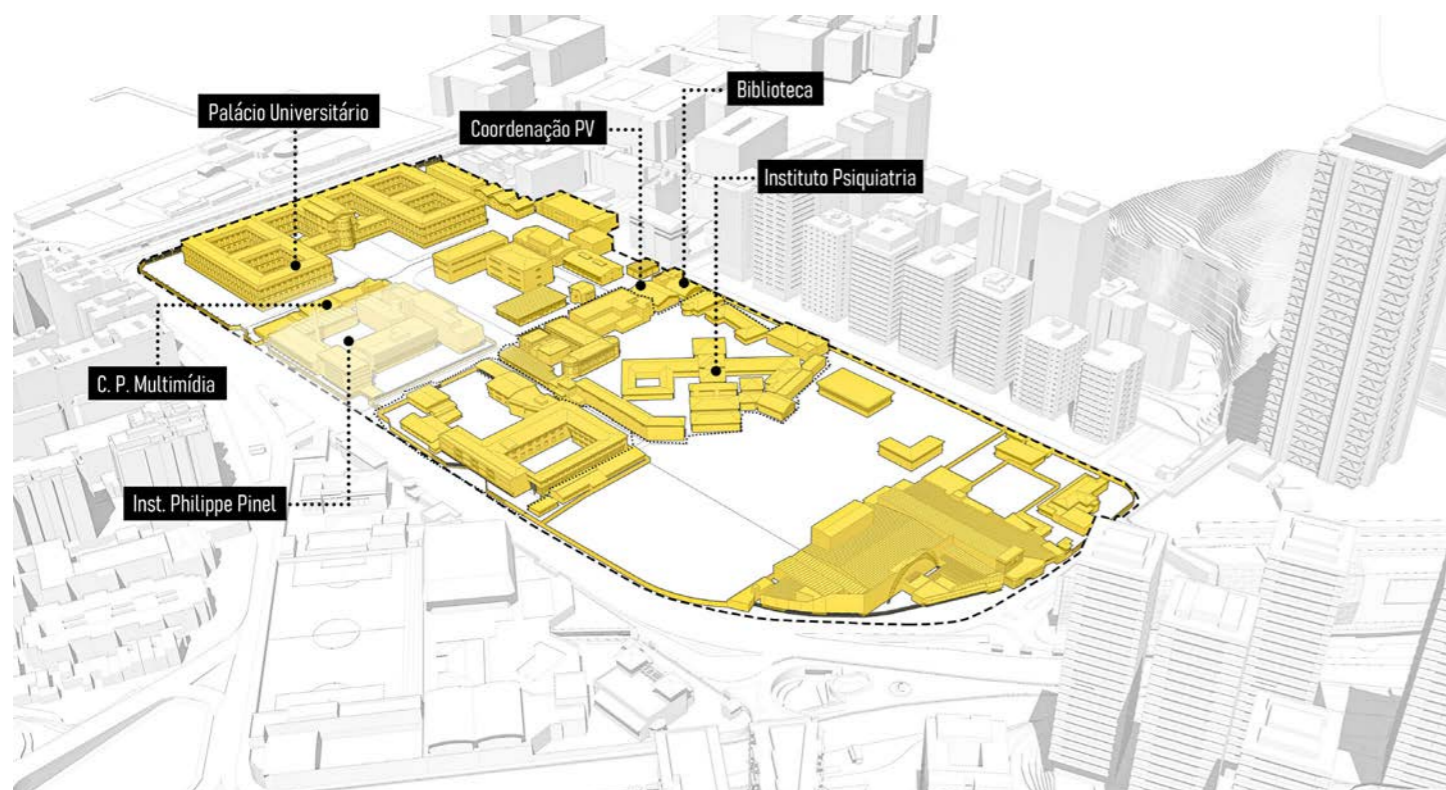 Biblioteca
Palácio Universitário
Coordenação PV
Instituto Psiquiatria
C. P. Multimídia
Inst. Philippe Pinel